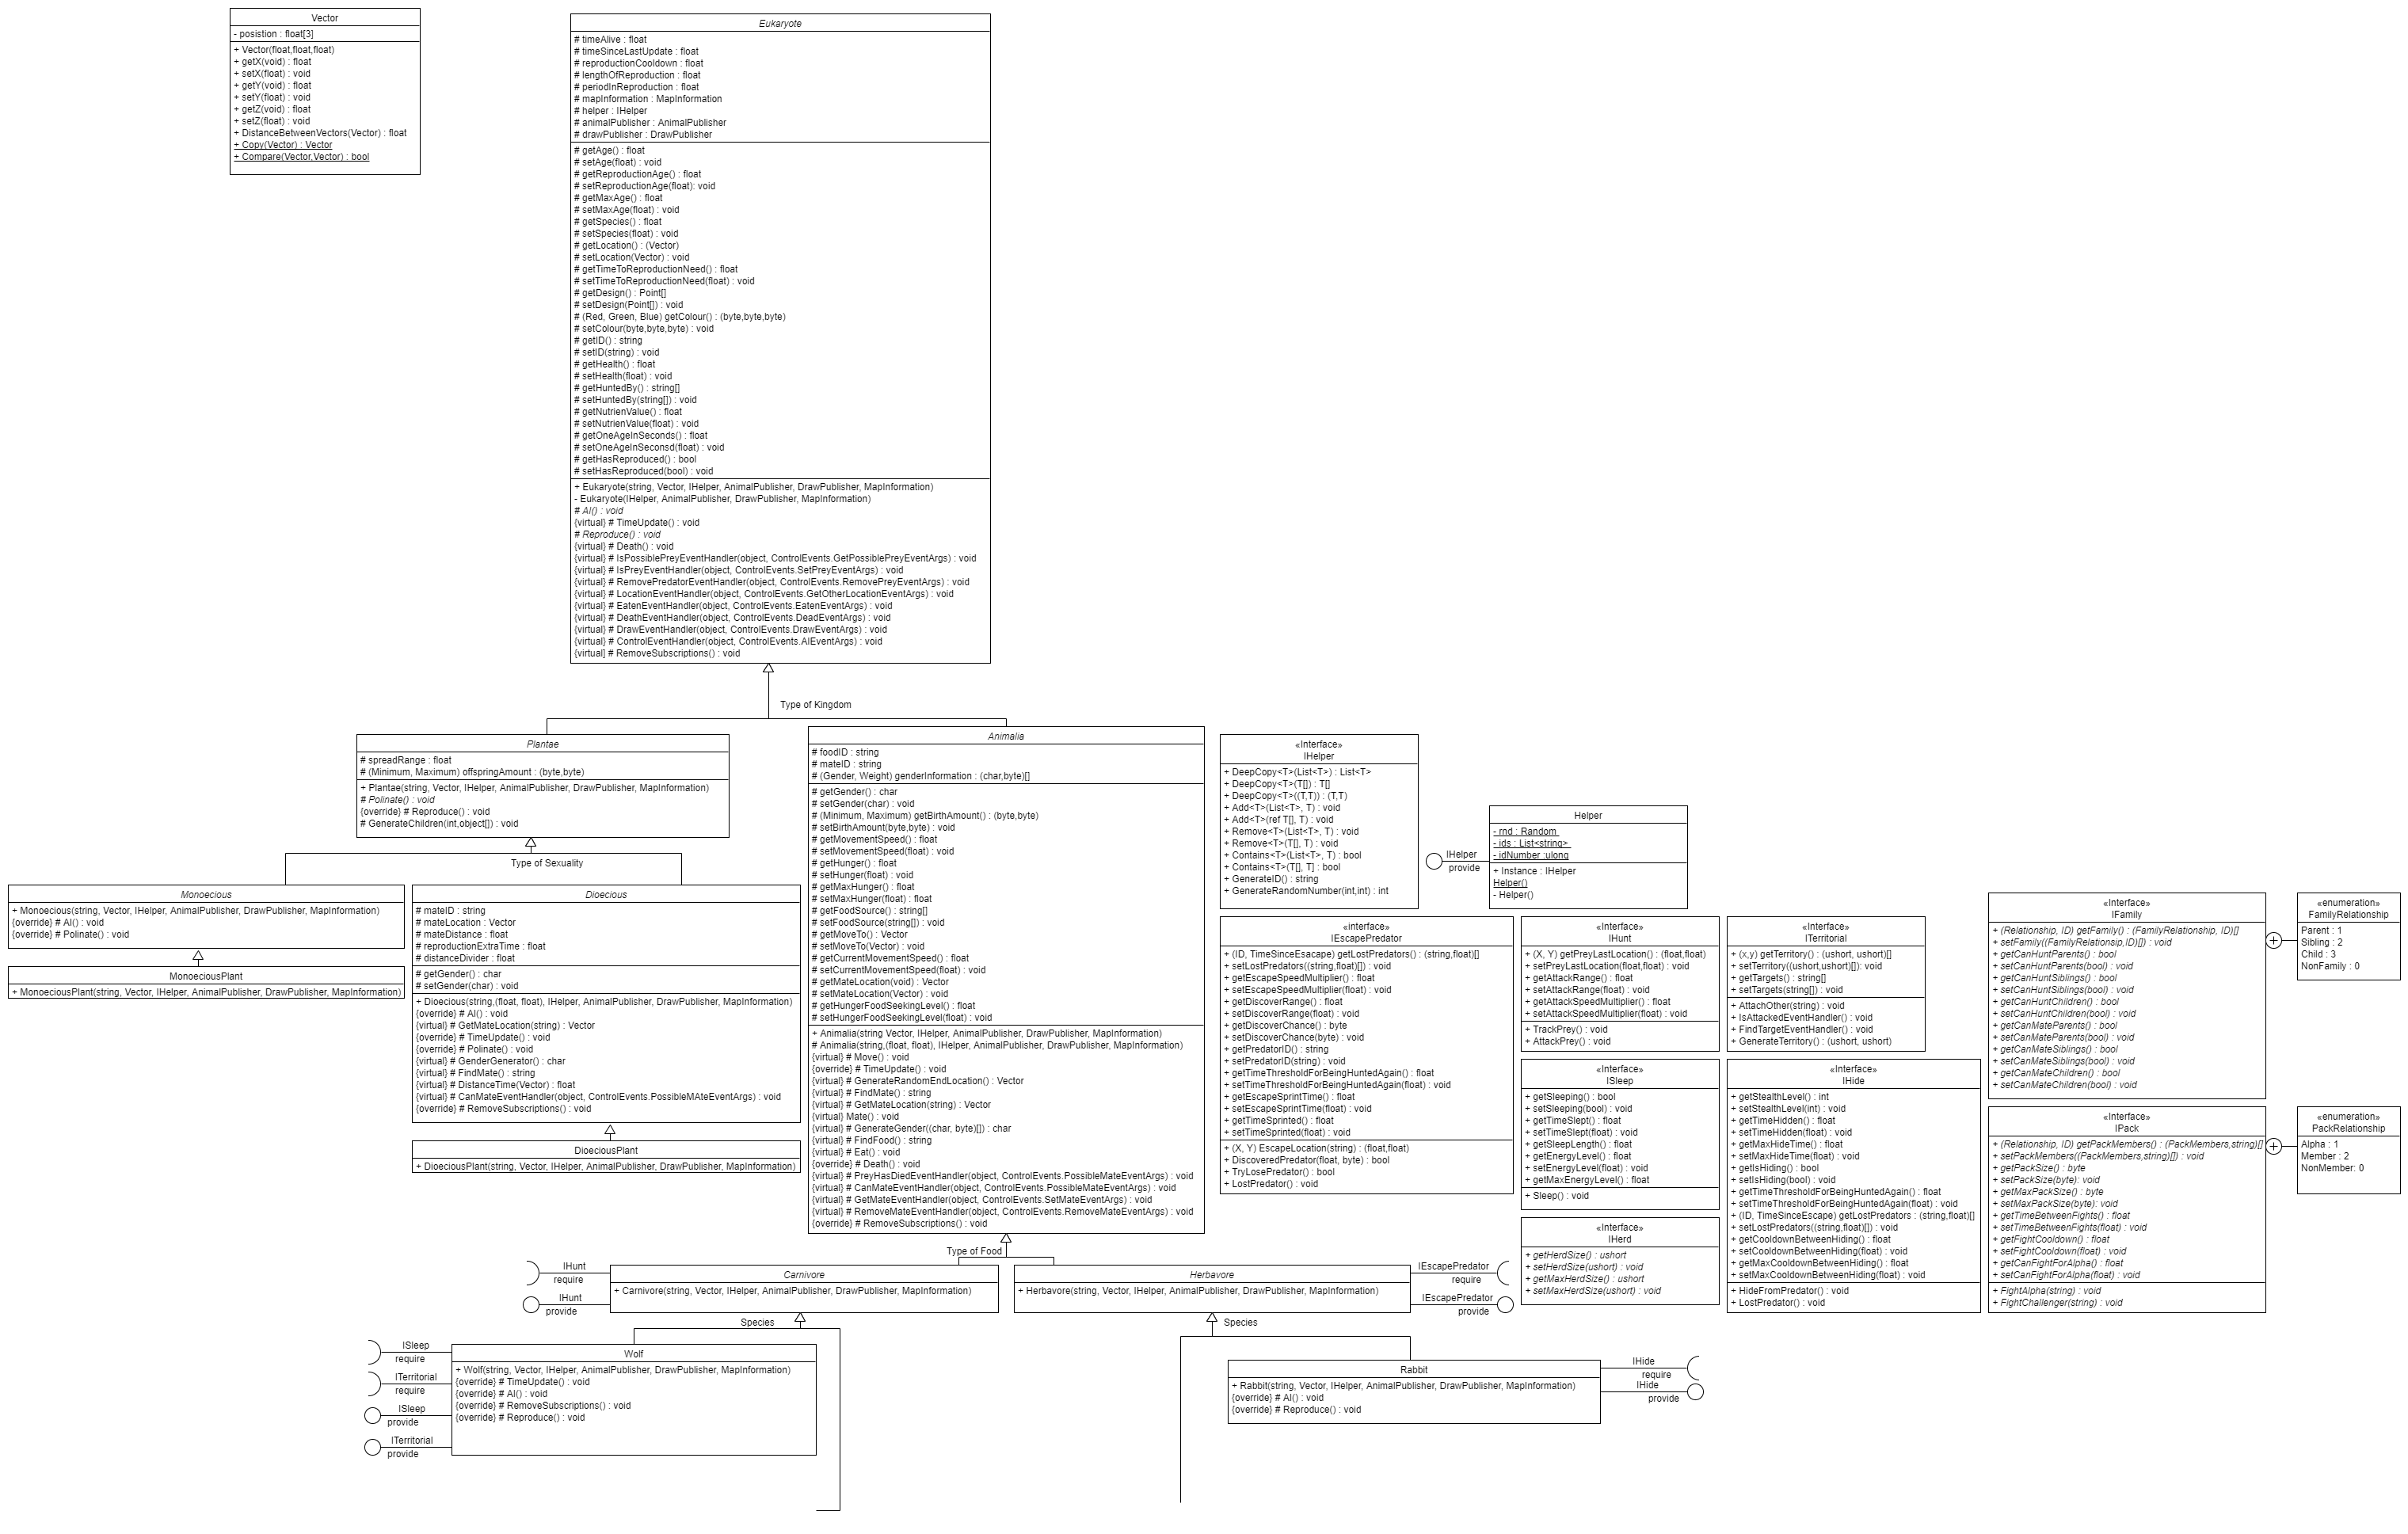 Vector
- posistion : float[3]
+ Vector(float,float,float)
+ getX(void) : float
+ setX(float) : void
+ getY(void) : float
+ setY(float) : void
+ getZ(void) : float
+ setZ(float) : void
+ DistanceBetweenVectors(Vector) : float
+ Copy(Vector) : Vector
+ Compare(Vector,Vector) : bool
Eukaryote
# timeAlive : float
# timeSinceLastUpdate : float
# reproductionCooldown : float
# lengthOfReproduction : float
# periodInReproduction : float
# mapInformation : MapInformation
# helper : IHelper
# animalPublisher : AnimalPublisher
# drawPublisher : DrawPublisher
# getAge() : float
# setAge(float) : void
# getReproductionAge() : float
# setReproductionAge(float): void
# getMaxAge() : float
# setMaxAge(float) : void
# getSpecies() : float
# setSpecies(float) : void
# getLocation() : (Vector)
# setLocation(Vector) : void
# getTimeToReproductionNeed() : float
# setTimeToReproductionNeed(float) : void
# getDesign() : Point[]
# setDesign(Point[]) : void
# (Red, Green, Blue) getColour() : (byte,byte,byte)
# setColour(byte,byte,byte) : void
# getID() : string
# setID(string) : void
# getHealth() : float
# setHealth(float) : void
# getHuntedBy() : string[]
# setHuntedBy(string[]) : void
# getNutrienValue() : float
# setNutrienValue(float) : void
# getOneAgeInSeconds() : float
# setOneAgeInSeconsd(float) : void
# getHasReproduced() : bool
# setHasReproduced(bool) : void
+ Eukaryote(string, Vector, IHelper, AnimalPublisher, DrawPublisher, MapInformation)
- Eukaryote(IHelper, AnimalPublisher, DrawPublisher, MapInformation)
# AI() : void
{virtual} # TimeUpdate() : void
# Reproduce() : void
{virtual} # Death() : void
{virtual} # IsPossiblePreyEventHandler(object, ControlEvents.GetPossiblePreyEventArgs) : void
{virtual} # IsPreyEventHandler(object, ControlEvents.SetPreyEventArgs) : void
{virtual} # RemovePredatorEventHandler(object, ControlEvents.RemovePreyEventArgs) : void
{virtual} # LocationEventHandler(object, ControlEvents.GetOtherLocationEventArgs) : void
{virtual} # EatenEventHandler(object, ControlEvents.EatenEventArgs) : void
{virtual} # DeathEventHandler(object, ControlEvents.DeadEventArgs) : void
{virtual} # DrawEventHandler(object, ControlEvents.DrawEventArgs) : void
{virtual} # ControlEventHandler(object, ControlEvents.AIEventArgs) : void
{virtual] # RemoveSubscriptions() : void
Type of Kingdom
Plantae
# spreadRange : float
# (Minimum, Maximum) offspringAmount : (byte,byte)
+ Plantae(string, Vector, IHelper, AnimalPublisher, DrawPublisher, MapInformation)
# Polinate() : void
{override} # Reproduce() : void
# GenerateChildren(int,object[]) : void
Type of Sexuality
Monoecious
+ Monoecious(string, Vector, IHelper, AnimalPublisher, DrawPublisher, MapInformation)
{override} # AI() : void
{override} # Polinate() : void
MonoeciousPlant
+ MonoeciousPlant(string, Vector, IHelper, AnimalPublisher, DrawPublisher, MapInformation)
Dioecious
# mateID : string
# mateLocation : Vector
# mateDistance : float
# reproductionExtraTime : float
# distanceDivider : float
# getGender() : char
# setGender(char) : void
+ Dioecious(string,(float, float), IHelper, AnimalPublisher, DrawPublisher, MapInformation)
{override} # AI() : void
{virtual} # GetMateLocation(string) : Vector
{override} # TimeUpdate() : void
{override} # Polinate() : void
{virtual} # GenderGenerator() : char
{virtual} # FindMate() : string
{virtual} # DistanceTime(Vector) : float
{virtual} # CanMateEventHandler(object, ControlEvents.PossibleMAteEventArgs) : void
{override} # RemoveSubscriptions() : void
DioeciousPlant
+ DioeciousPlant(string, Vector, IHelper, AnimalPublisher, DrawPublisher, MapInformation)
Animalia
# foodID : string
# mateID : string
# (Gender, Weight) genderInformation : (char,byte)[]
# getGender() : char
# setGender(char) : void
# (Minimum, Maximum) getBirthAmount() : (byte,byte)
# setBirthAmount(byte,byte) : void
# getMovementSpeed() : float
# setMovementSpeed(float) : void
# getHunger() : float
# setHunger(float) : void
# getMaxHunger() : float
# setMaxHunger(float) : float
# getFoodSource() : string[]
# setFoodSource(string[]) : void
# getMoveTo() : Vector
# setMoveTo(Vector) : void
# getCurrentMovementSpeed() : float
# setCurrentMovementSpeed(float) : void
# getMateLocation(void) : Vector
# setMateLocation(Vector) : void
# getHungerFoodSeekingLevel() : float
# setHungerFoodSeekingLevel(float) : void
+ Animalia(string Vector, IHelper, AnimalPublisher, DrawPublisher, MapInformation)
# Animalia(string,(float, float), IHelper, AnimalPublisher, DrawPublisher, MapInformation)
{virtual} # Move() : void
{override} # TimeUpdate() : void
{virtual} # GenerateRandomEndLocation() : Vector
{virtual} # FindMate() : string
{virtual} # GetMateLocation(string) : Vector
{virtual} Mate() : void
{virtual} # GenerateGender((char, byte)[]) : char
{virtual} # FindFood() : string
{virtual} # Eat() : void
{override} # Death() : void
{virtual} # PreyHasDiedEventHandler(object, ControlEvents.PossibleMateEventArgs) : void
{virtual} # CanMateEventHandler(object, ControlEvents.PossibleMateEventArgs) : void
{virtual} # GetMateEventHandler(object, ControlEvents.SetMateEventArgs) : void
{virtual} # RemoveMateEventHandler(object, ControlEvents.RemoveMateEventArgs) : void
{override} # RemoveSubscriptions() : void
Type of Food
«Interface»
IHelper
+ DeepCopy<T>(List<T>) : List<T>
+ DeepCopy<T>(T[]) : T[]
+ DeepCopy<T>((T,T)) : (T,T)
+ Add<T>(List<T>, T) : void
+ Add<T>(ref T[], T) : void
+ Remove<T>(List<T>, T) : void
+ Remove<T>(T[], T) : void
+ Contains<T>(List<T>, T) : bool
+ Contains<T>(T[], T] : bool
+ GenerateID() : string
+ GenerateRandomNumber(int,int) : int
IHelper
provide
Helper
- rnd : Random
- ids : List<string>
- idNumber :ulong
+ Instance : IHelper
Helper()
- Helper()
«interface»
IEscapePredator
+ (ID, TimeSinceEsacape) getLostPredators() : (string,float)[]
+ setLostPredators((string,float)[]) : void
+ getEscapeSpeedMultiplier() : float
+ setEscapeSpeedMultiplier(float) : void
+ getDiscoverRange() : float
+ setDiscoverRange(float) : void
+ getDiscoverChance() : byte
+ setDiscoverChance(byte) : void
+ getPredatorID() : string
+ setPredatorID(string) : void
+ getTimeThresholdForBeingHuntedAgain() : float
+ setTimeThresholdForBeingHuntedAgain(float) : void
+ getEscapeSprintTime() : float
+ setEscapeSprintTime(float) : void
+ getTimeSprinted() : float
+ setTimeSprinted(float) : void
+ (X, Y) EscapeLocation(string) : (float,float)
+ DiscoveredPredator(float, byte) : bool
+ TryLosePredator() : bool
+ LostPredator() : void
«Interface»
IHunt
+ (X, Y) getPreyLastLocation() : (float,float)
+ setPreyLastLocation(float,float) : void
+ getAttackRange() : float
+ setAttackRange(float) : void
+ getAttackSpeedMultiplier() : float
+ setAttackSpeedMultiplier(float) : void
+ TrackPrey() : void
+ AttackPrey() : void
«Interface»
ITerritorial
+ (x,y) getTerritory() : (ushort, ushort)[]
+ setTerritory((ushort,ushort)[]): void
+ getTargets() : string[]
+ setTargets(string[]) : void
+ AttachOther(string) : void
+ IsAttackedEventHandler() : void
+ FindTargetEventHandler() : void
+ GenerateTerritory() : (ushort, ushort)
«Interface»
ISleep
+ getSleeping() : bool
+ setSleeping(bool) : void
+ getTimeSlept() : float
+ setTimeSlept(float) : void
+ getSleepLength() : float
+ getEnergyLevel() : float
+ setEnergyLevel(float) : void
+ getMaxEnergyLevel() : float
+ Sleep() : void
«Interface»
IHerd
+ getHerdSize() : ushort
+ setHerdSize(ushort) : void
+ getMaxHerdSize() : ushort
+ setMaxHerdSize(ushort) : void
«Interface»
IHide
+ getStealthLevel() : int
+ setStealthLevel(int) : void
+ getTimeHidden() : float
+ setTimeHidden(float) : void
+ getMaxHideTime() : float
+ setMaxHideTime(float) : void
+ getIsHiding() : bool
+ setIsHiding(bool) : void
+ getTimeThresholdForBeingHuntedAgain() : float
+ setTimeThresholdForBeingHuntedAgain(float) : void
+ (ID, TimeSinceEscape) getLostPredators : (string,float)[]
+ setLostPredators((string,float)[]) : void
+ getCooldownBetweenHiding() : float
+ setCooldownBetweenHiding(float) : void
+ getMaxCooldownBetweenHiding() : float
+ setMaxCooldownBetweenHiding(float) : void
+ HideFromPredator() : void
+ LostPredator() : void
«Interface»
IFamily
+ (Relationship, ID) getFamily() : (FamilyRelationship, ID)[]
+ setFamily((FamilyRelationsip,ID)[]) : void
+ getCanHuntParents() : bool
+ setCanHuntParents(bool) : void
+ getCanHuntSiblings() : bool
+ setCanHuntSiblings(bool) : void
+ getCanHuntChildren() : bool
+ setCanHuntChildren(bool) : void
+ getCanMateParents() : bool
+ setCanMateParents(bool) : void
+ getCanMateSiblings() : bool
+ setCanMateSiblings(bool) : void
+ getCanMateChildren() : bool
+ setCanMateChildren(bool) : void
«enumeration»
FamilyRelationship
Parent : 1
Sibling : 2
Child : 3
NonFamily : 0
«Interface»
IPack
+ (Relationship, ID) getPackMembers() : (PackMembers,string)[]
+ setPackMembers((PackMembers,string)[]) : void
+ getPackSize() : byte
+ setPackSize(byte): void
+ getMaxPackSize() : byte
+ setMaxPackSize(byte): void
+ getTimeBetweenFights() : float
+ setTimeBetweenFights(float) : void
+ getFightCooldown() : float
+ setFightCooldown(float) : void
+ getCanFightForAlpha() : float
+ setCanFightForAlpha(float) : void
+ FightAlpha(string) : void
+ FightChallenger(string) : void
«enumeration»
PackRelationship
Alpha : 1
Member : 2
NonMember: 0
IHunt
require
IHunt
provide
Carnivore
+ Carnivore(string, Vector, IHelper, AnimalPublisher, DrawPublisher, MapInformation)
Herbavore
+ Herbavore(string, Vector, IHelper, AnimalPublisher, DrawPublisher, MapInformation)
IEscapePredator
require
IEscapePredator
provide
Species
Species
ISleep
require
ITerritorial
require
ISleep
provide
ITerritorial
provide
Wolf
+ Wolf(string, Vector, IHelper, AnimalPublisher, DrawPublisher, MapInformation)
{override} # TimeUpdate() : void
{override} # AI() : void
{override} # RemoveSubscriptions() : void
{override} # Reproduce() : void
Rabbit
+ Rabbit(string, Vector, IHelper, AnimalPublisher, DrawPublisher, MapInformation)
{override} # AI() : void
{override} # Reproduce() : void
IHide
require
IHide
provide